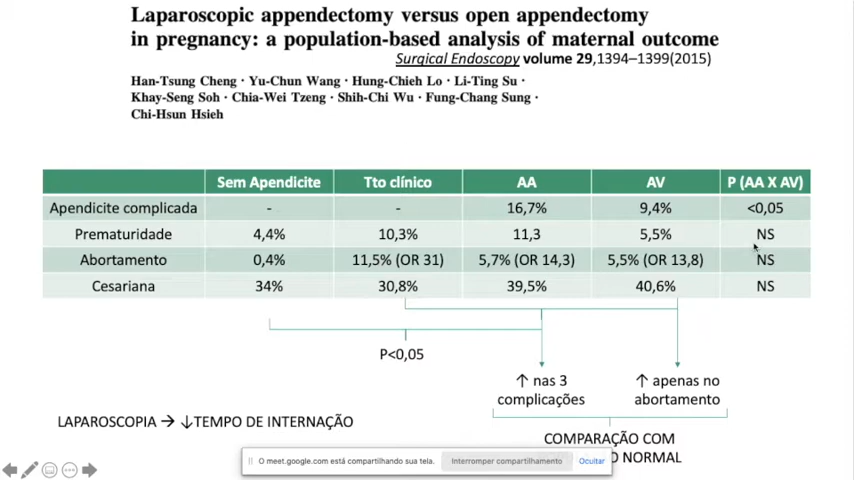 Laparoscopic appendectomy versus open appendectomy
in pregnancy: a population-based analysis of maternal outcome
Surgical Endoscopy volume 29,1394–1399(2015)
Han-Tsung Cheng · Yu-Chun Wang · Hung-Chieh Lo · Li-Ting Su ·
Khay-Seng Soh · Chia-Wei Tzeng · Shih-Chi Wu · Fung-Chang Sung ·
Chi-Hsun Hsieh
Sem Apendicite Tto clínico AA AV P (AA X AV)
Apendicite complicada - - 16,7% 9,4% <0,05
Prematuridade 4,4% 10,3% 11,3 5,5% NS
Abortamento 0,4% 11,5% (OR 31) 5,7% (OR 14,3) 5,5% (OR 13,8) NS
Cesariana 34% 30,8% 39,5% 40,6% NS
P<0,05
↑ nas 3 ↑ apenas no
complicações abortamento
LAPAROSCOPIA → ↓TEMPO DE INTERNAÇÃO
COMPARAÇÃO COM
O NORMAL
O meet.google.com está compartilhando sua tela. Interromper compartilhamento Ocultar